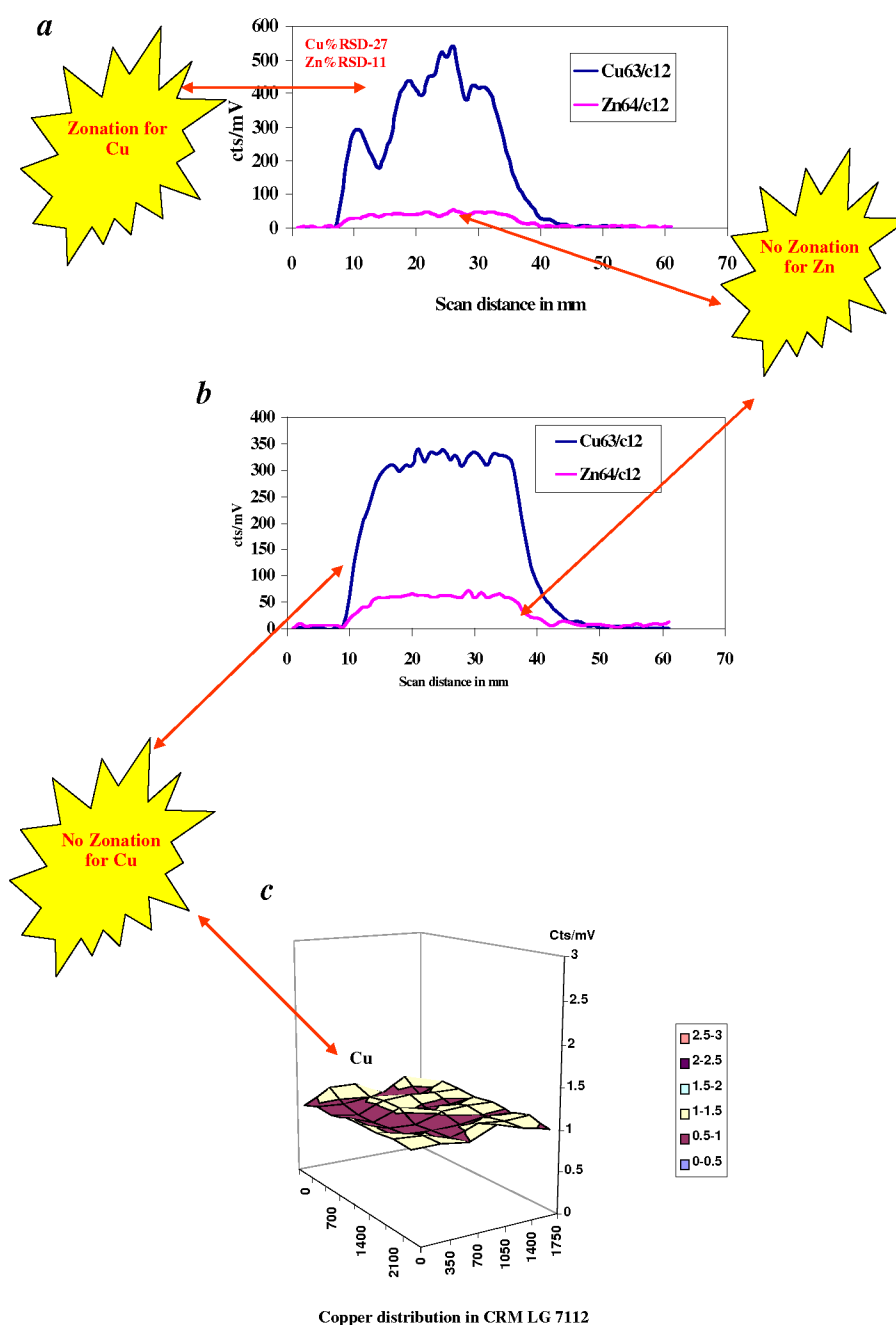 a
Cu%RSD-27
Zn%RSD-11
cts/mV
600
500
400
300
200
100
0
0 10 20 30 40 50 60 70
Scan distance in mm
Cu63/c12
Zn64/c12
Zonation for
Cu
No Zonation
for Zn
b
cts/mV
400
350
300
250
200
150
100
50
0
0 10 20 30 40 50 60 70
Scan distance in mm
Cu63/c12
Zn64/c12
No Zonation
for Cu
c
Cts/mV
3
2.5
2
1.5
1
0.5
0
Cu
0
700
1400
2100
0
350
700
1050
1400
1750
2.5-3
2-2.5
1.5-2
1-1.5
0.5-1
0-0.5
Copper distribution in CRM LG 7112